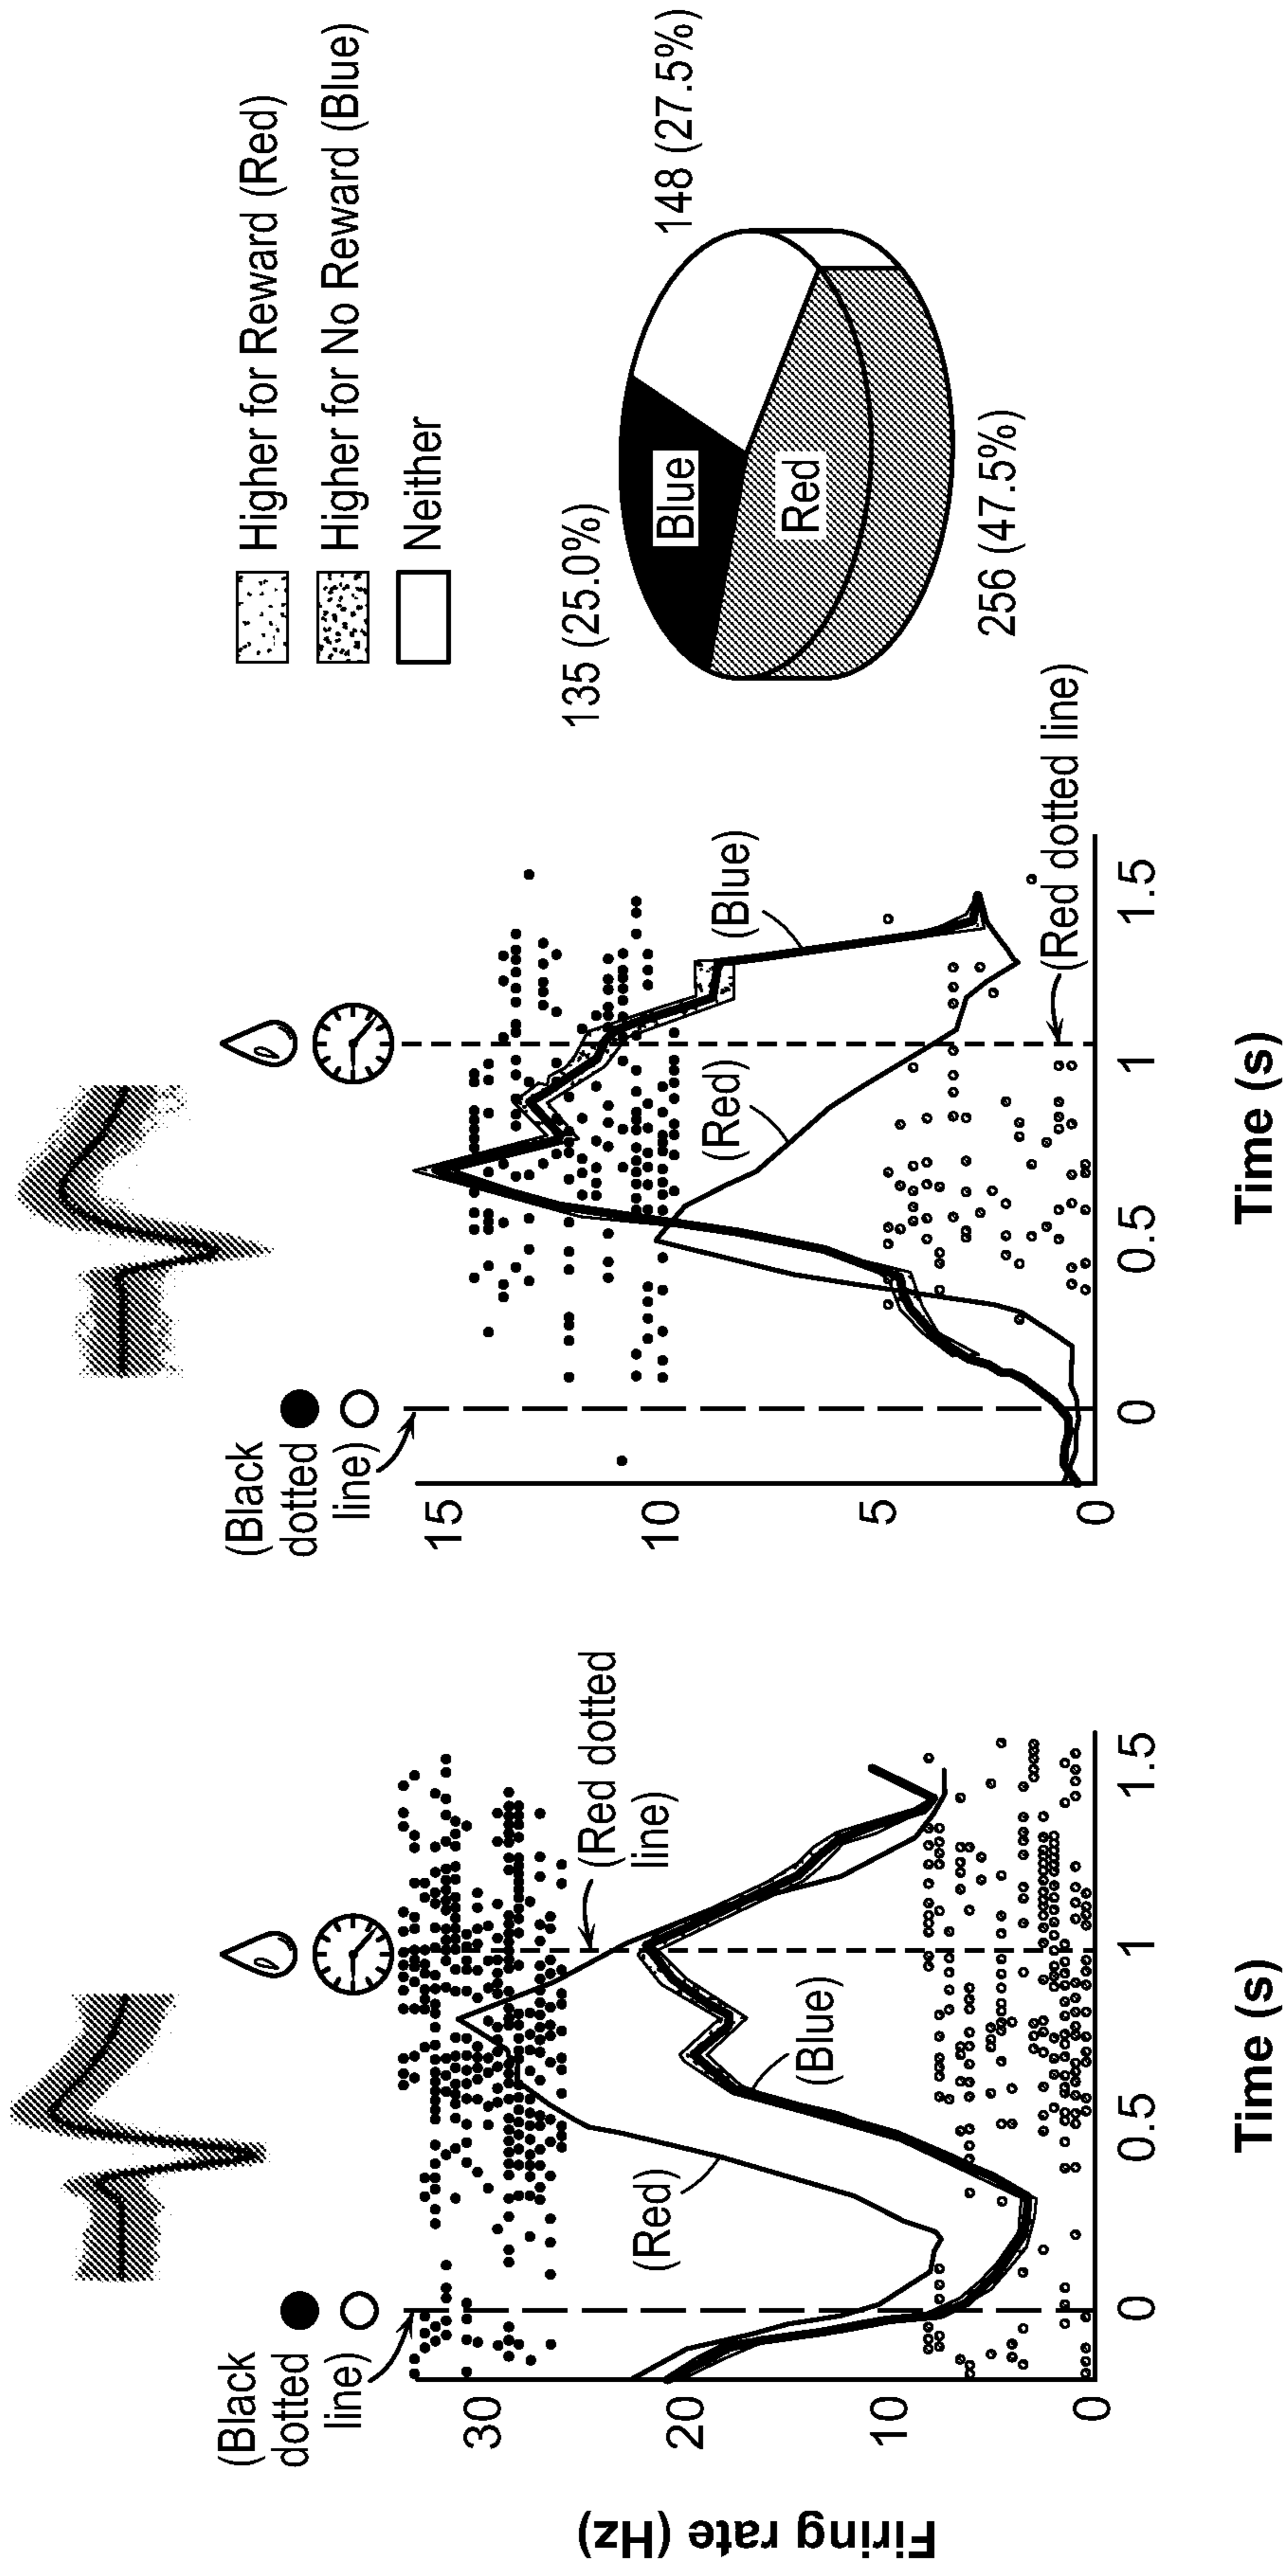 Firing rate (Hz)
(Black
dotted
line)
30
20
10
0
(Red)
(Blue)
(Red dotted
line)
0
0.5
1
1.5
Time (s)
(Black
dotted
line)
15
10
5
0
(Red)
(Blue)
(Red dotted line)
0
0.5
1
1.5
Time (s)
Higher for Reward (Red)
Higher for No Reward (Blue)
Neither
135 (25.0%)
148 (27.5%)
Blue
Red
256 (47.5%)